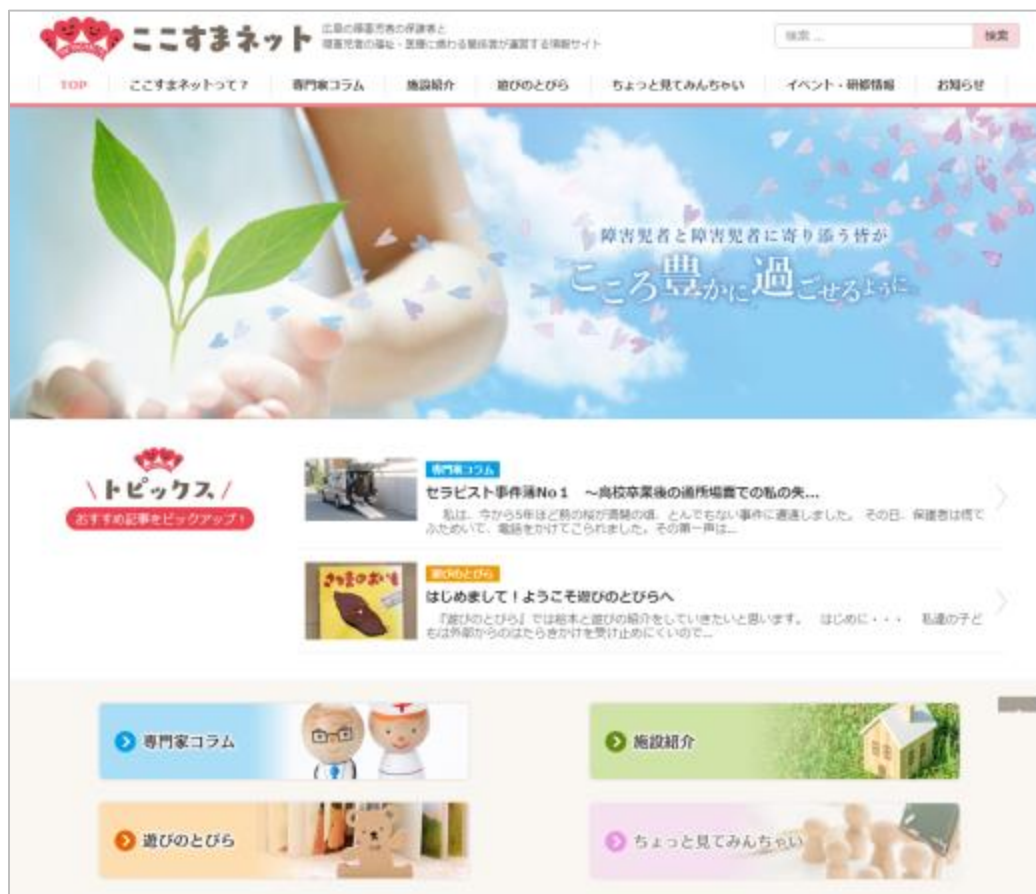 ここすまネット
広島の障害児者の保護者と
障害児者の福祉・医療に携わる関係者が運営する情報サイト
検索 ...
検索
TOP
ここすまネットって？
専門家コラム
施設紹介
遊びのとびら
ちょっと見てみんちゃい
イベント・研修情報
お知らせ
障害児者と障害児者に寄り添う皆が
こころ豊かに過ごせるように
トピックス
おすすめ記事をピックアップ！
専門家コラム
セラピスト事件簿No１　～高校卒業後の通所場面での私の失...
私は、今から5年ほど前の桜が満開の頃、とんでもない事件に遭遇しました。 その日、保護者は慌て
ふためいて、電話をかけてこられました。その第一声は...
遊びのとびら
はじめまして！ようこそ遊びのとびらへ
『遊びのとびら』では絵本と遊びの紹介をしていきたいと思います。　はじめに・・・　私達の子ど
もは外部からのはたらきかけを受け止めにくいので...
さつまのおいも
専門家コラム
施設紹介
遊びのとびら
ちょっと見てみんちゃい